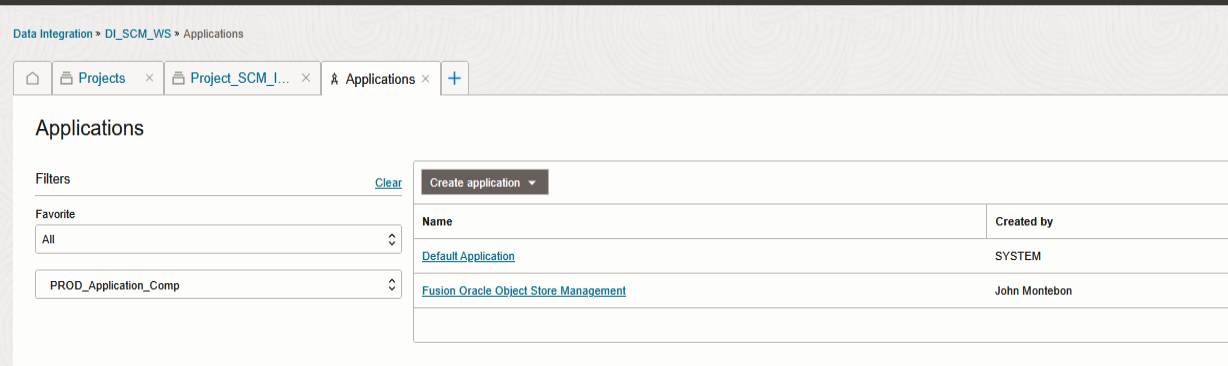 Data Integration » DI_SCM_WS » Applications
Projects × Project_SCM_I... × Applications × +
Applications
Filters Clear
Favorite
All
PROD_Application_Comp
Create application
Name Created by
Default Application SYSTEM
Fusion Oracle Object Store Management John Montebon